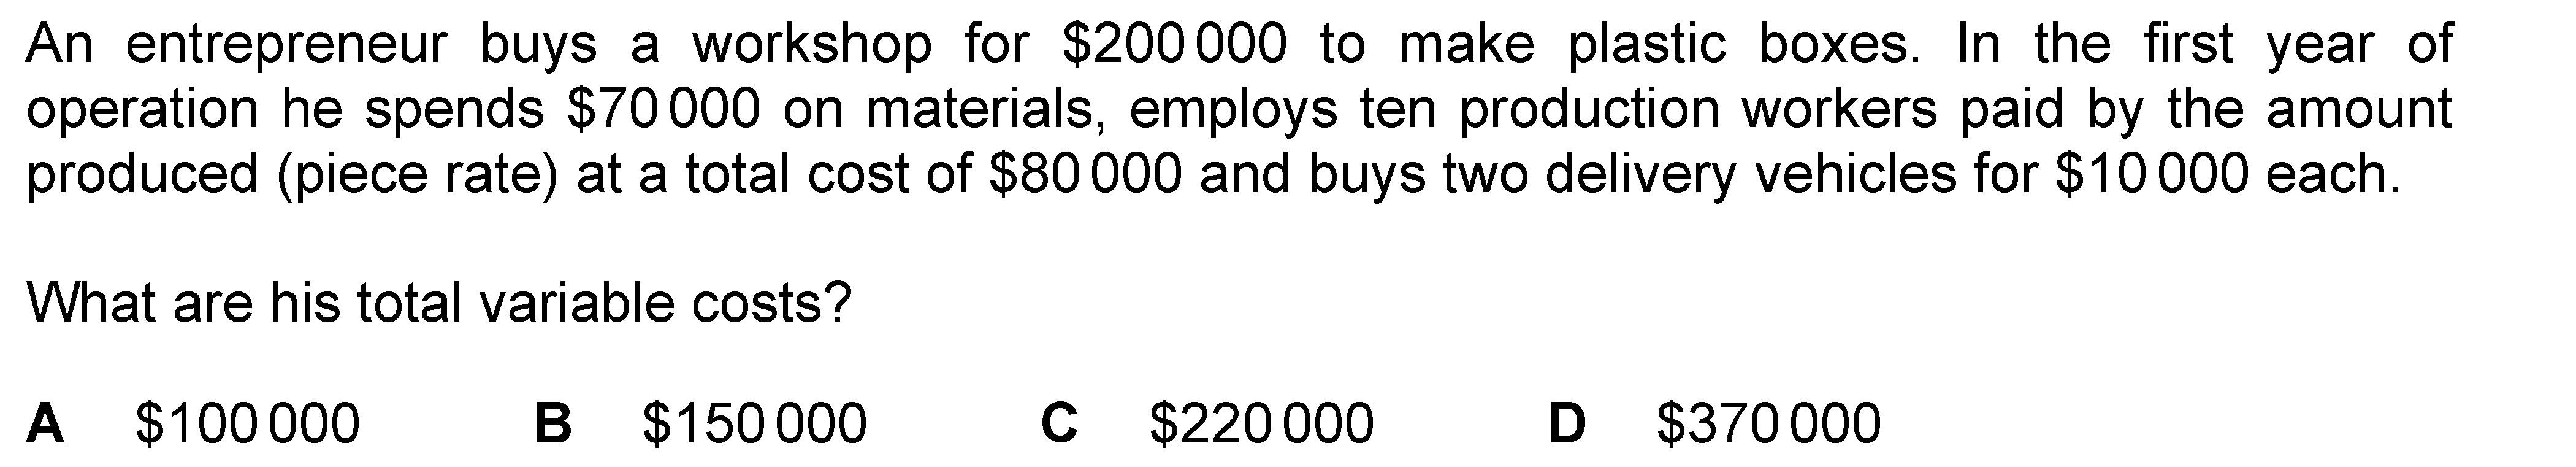 An entrepreneur buys a workshop for $200 000 to make plastic boxes. In the first year of
operation he spends $70 000 on materials, employs ten production workers paid by the amount
produced (piece rate) at a total cost of $80 000 and buys two delivery vehicles for $10 000 each.
What are his total variable costs?
A $100 000 B $150 000 C $220 000 D $370 000